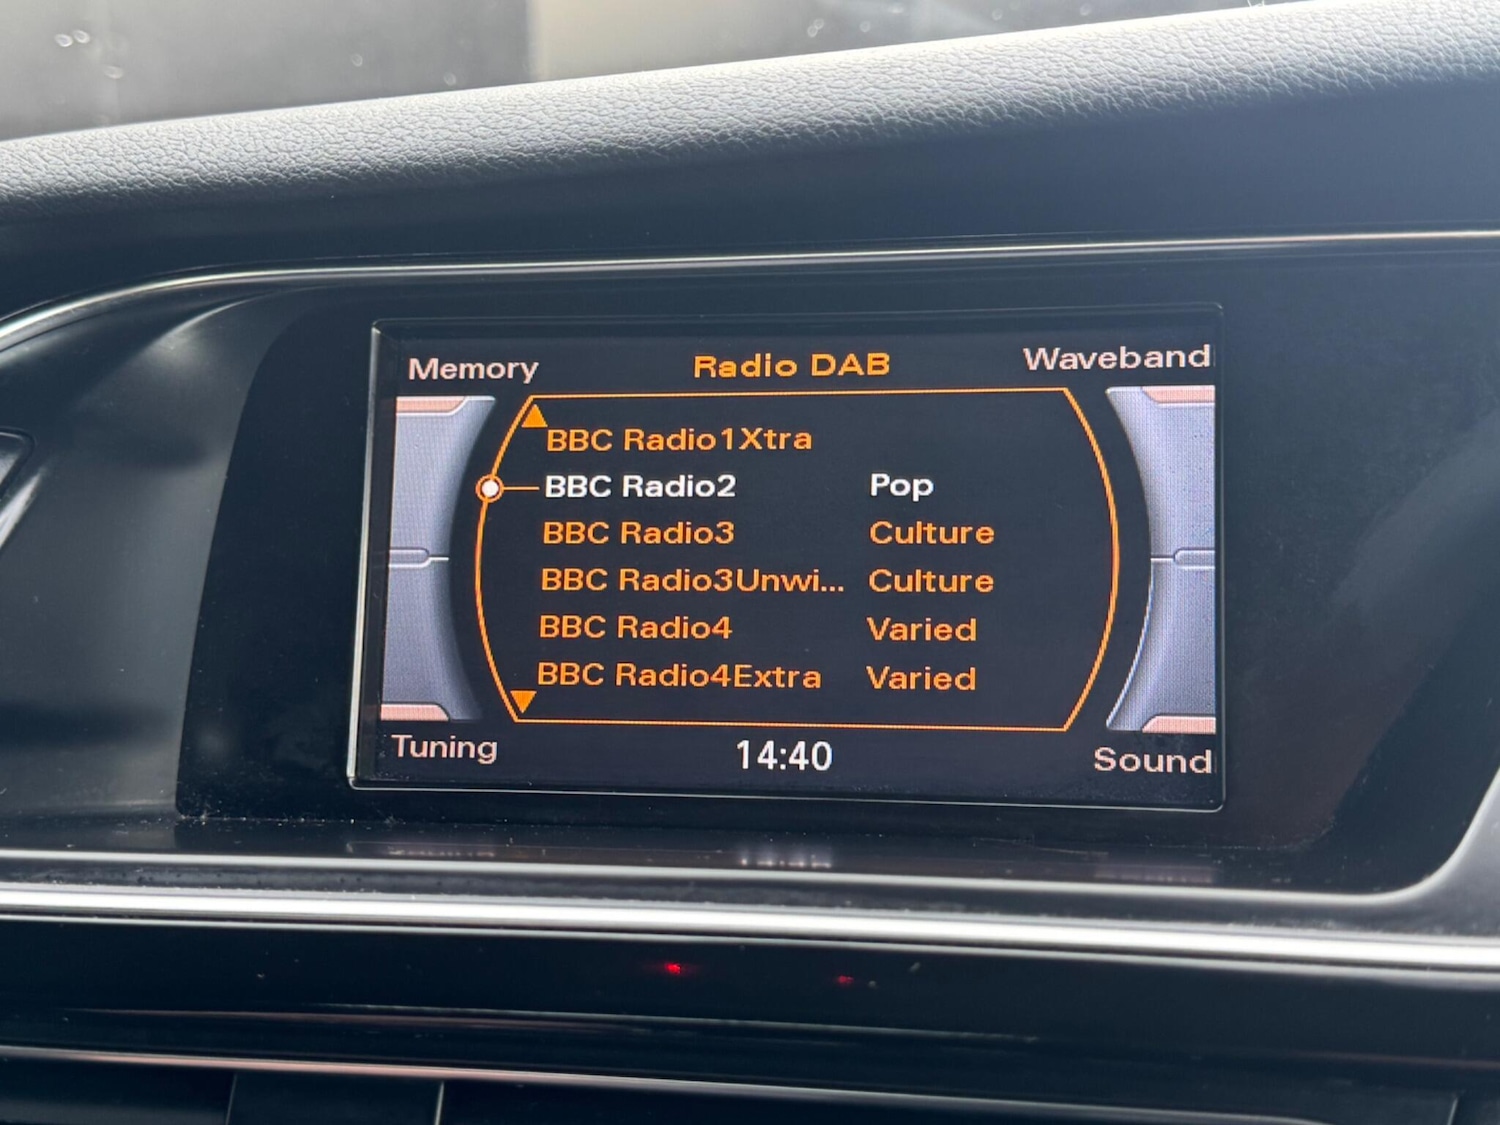 Memory Radio DAB Waveband
BBC Radio1Xtra
BBC Radio2 Pop
BBC Radio3 Culture
BBC Radio3Unwi... Culture
BBC Radio4 Varied
BBC Radio4Extra Varied
Tuning 14:40 Sound